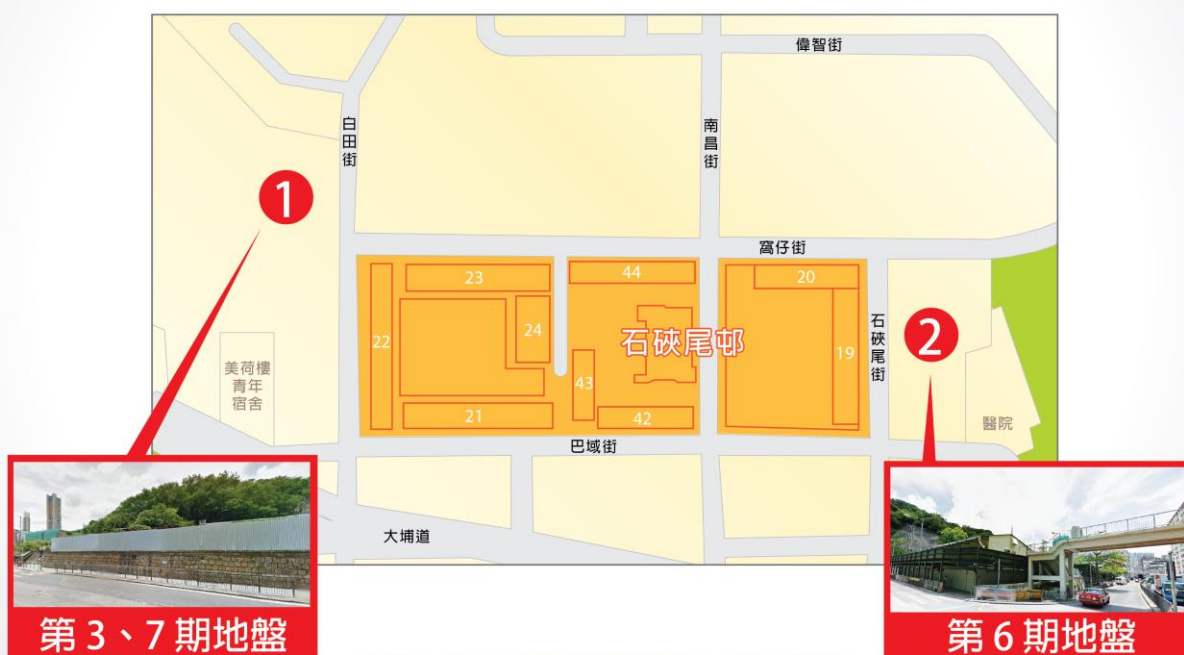 偉智街
白田街
南昌街
1
窩仔街
23
44
20
22
24
石硤尾邨
43
19
石硤尾街
2
美荷樓
青年
宿舍
21
42
醫院
巴域街
大埔道
第 3、7 期地盤
第 6 期地盤